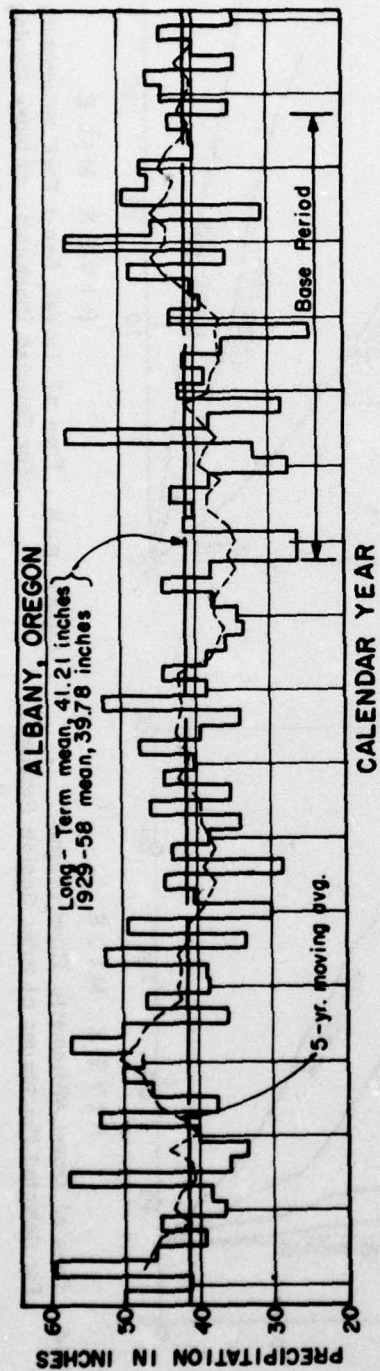 ALBANY, OREGON
Long-Term mean, 41.21 inches
1929-58 mean, 39.78 inches
60
50
40
30
20
PRECIPITATION IN INCHES
5-yr. moving avg.
Base Period
CALENDAR YEAR